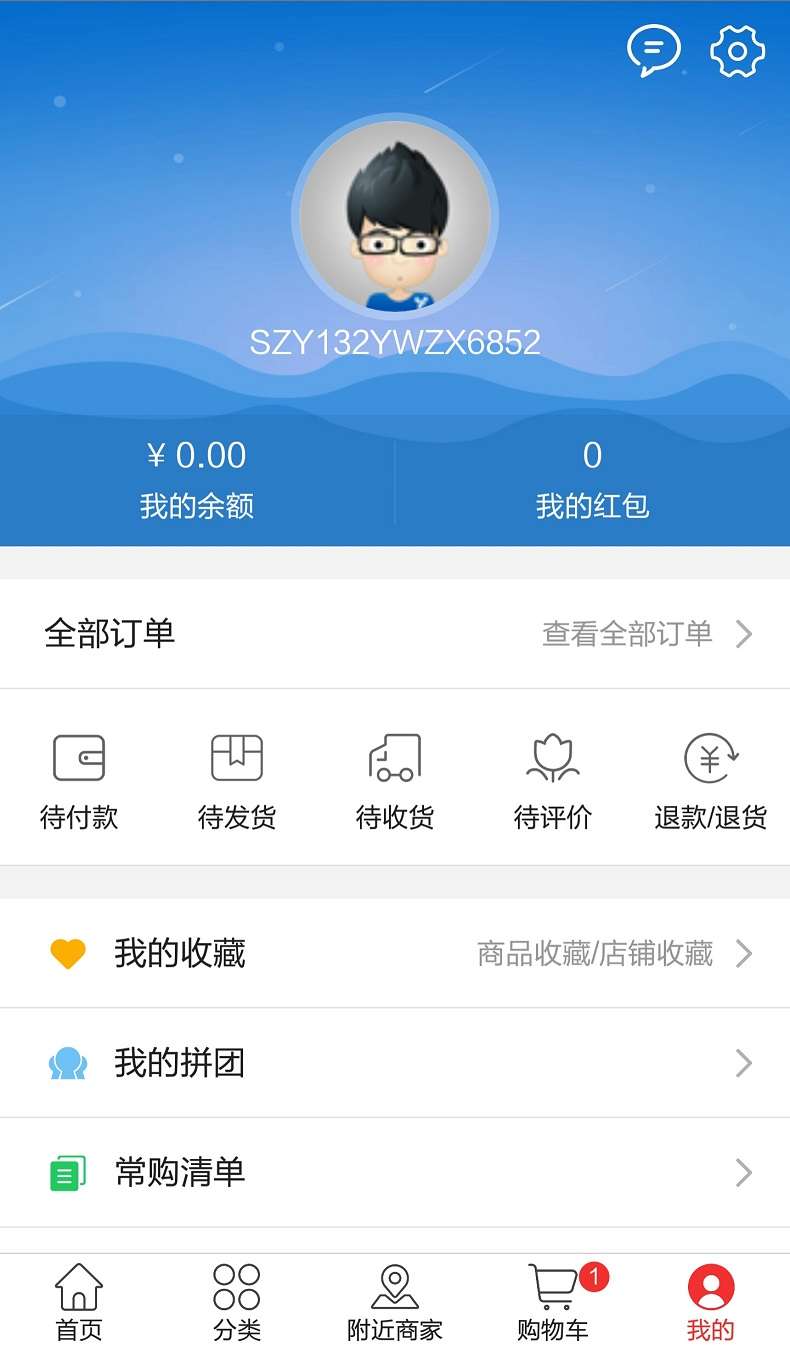 SZY132YWZX6852
¥ 0.00
0
我的余额
我的红包
全部订单
查看全部订单
待付款
待发货
待收货
待评价
退款/退货
我的收藏
商品收藏/店铺收藏
我的拼团
常购清单
1
首页
分类
附近商家
购物车
我的